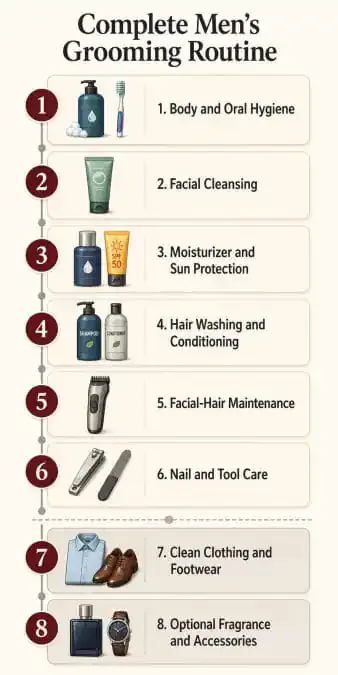 Complete Men's
Grooming Routine
1
1. Body and Oral Hygiene
2
2. Facial Cleansing
3
SPF
50
3. Moisturizer and
Sun Protection
4
SHAMPOO
CONDITIONER
4. Hair Washing and
Conditioning
5
5. Facial-Hair Maintenance
6
6. Nail and Tool Care
7
7. Clean Clothing and
Footwear
8
8. Optional Fragrance
and Accessories